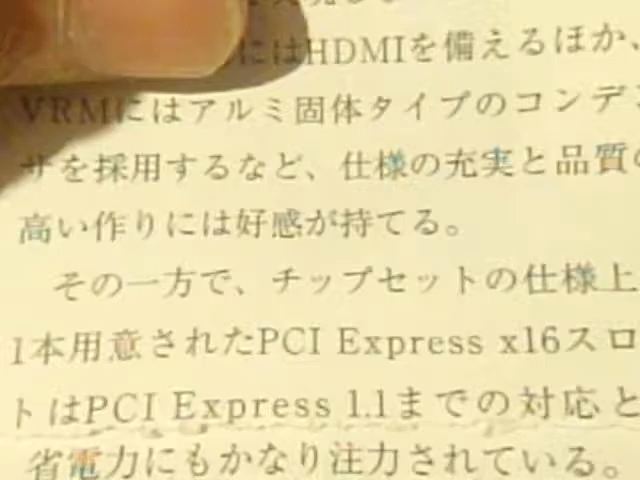 にはHDMIを備えるほか、
VRMにはアルミ固体タイプのコンデン
サを採用するなど、仕様の充実と品質の
高い作りには好感が持てる。
その一方で、チップセットの仕様上
1本用意されたPCI Express x16スロ
トはPCI Express 1.1までの対応と
省電力にもかなり注力されている。